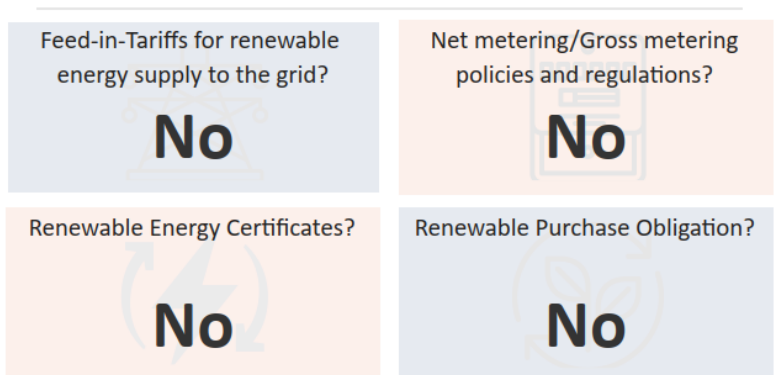 Feed-in-Tariffs for renewable
energy supply to the grid?
No
Net metering/Gross metering
policies and regulations?
No
Renewable Energy Certificates?
No
Renewable Purchase Obligation?
No